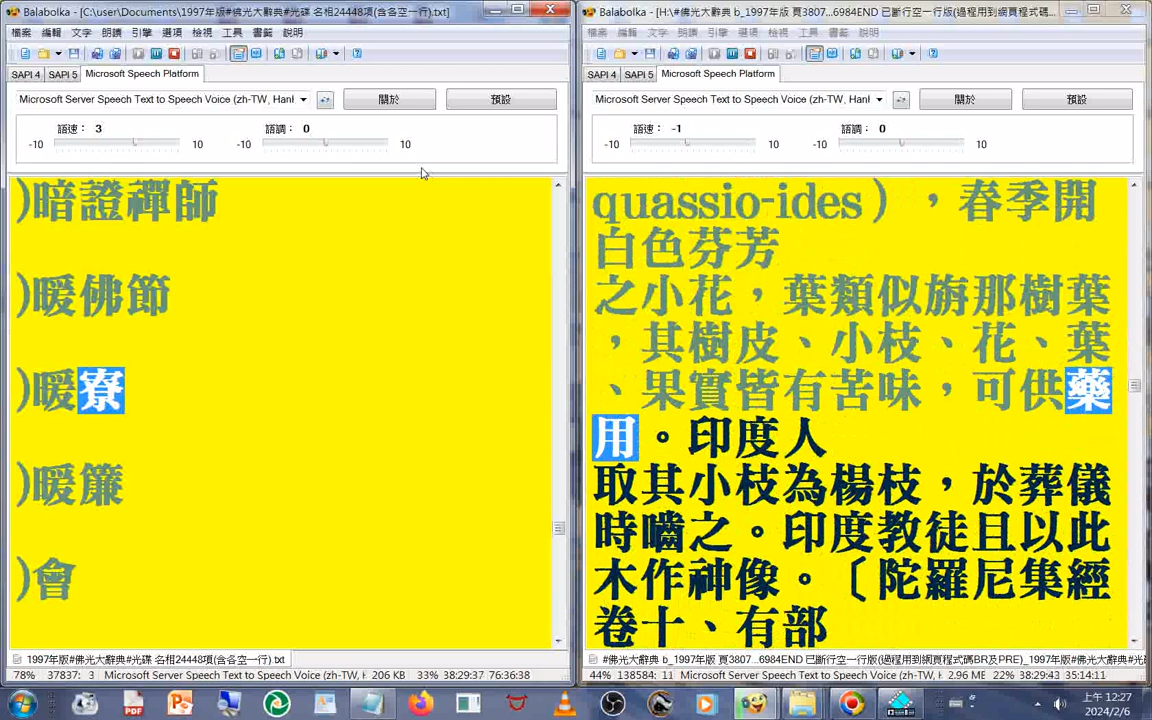 Balabolka - [C:\user\Documents\1997年版#佛光大辭典#光碟 名相24448項(含各空一行).txt]
檔案 編輯 文字 朗讀 引擎 選項 檢視 工具 書籤 說明
SAPI 4 SAPI 5 Microsoft Speech Platform
Microsoft Server Speech Text to Speech Voice (zh-TW, Hanl 關於 預設
語速： 3 語調： 0
-10 10 -10 10
)暗證禪師
)暖佛節
)暖寮
)暖簾
)會
1997年版#佛光大辭典#光碟 名相24448項(含各空一行).txt
78% 37837: 3 Microsoft Server Speech Text to Speech Voice (zh-TW, H 206 KB 33% 38:29:37 76:36:38
Balabolka - [H:\#佛光大辭典 b_1997年版 頁3807...6984END 已斷行空一行版(過程用到網頁程式碼...
檔案 編輯 文字 朗讀 引擎 選項 檢視 工具 書籤 說明
SAPI 4 SAPI 5 Microsoft Speech Platform
Microsoft Server Speech Text to Speech Voice (zh-TW, Hanl 關於 預設
語速： -1 語調： 0
-10 10 -10 10
quassio-ides），春季開
白色芬芳
之小花，葉類似旃那樹葉
，其樹皮、小枝、花、葉
、果實皆有苦味，可供藥
用。印度人
取其小枝為楊枝，於葬儀
時嚙之。印度教徒且以此
木作神像。〔陀羅尼集經
卷十、有部
#佛光大辭典 b_1997年版 頁3807...6984END 已斷行空一行版(過程用到網頁程式碼BR及PRE)_1997年版#光
44% 138584: 11 Microsoft Server Speech Text to Speech Voice (zh-TW, H 2.96 MB 22% 38:29:43 35:14:11
PDF
上午 12:27
2024/2/6